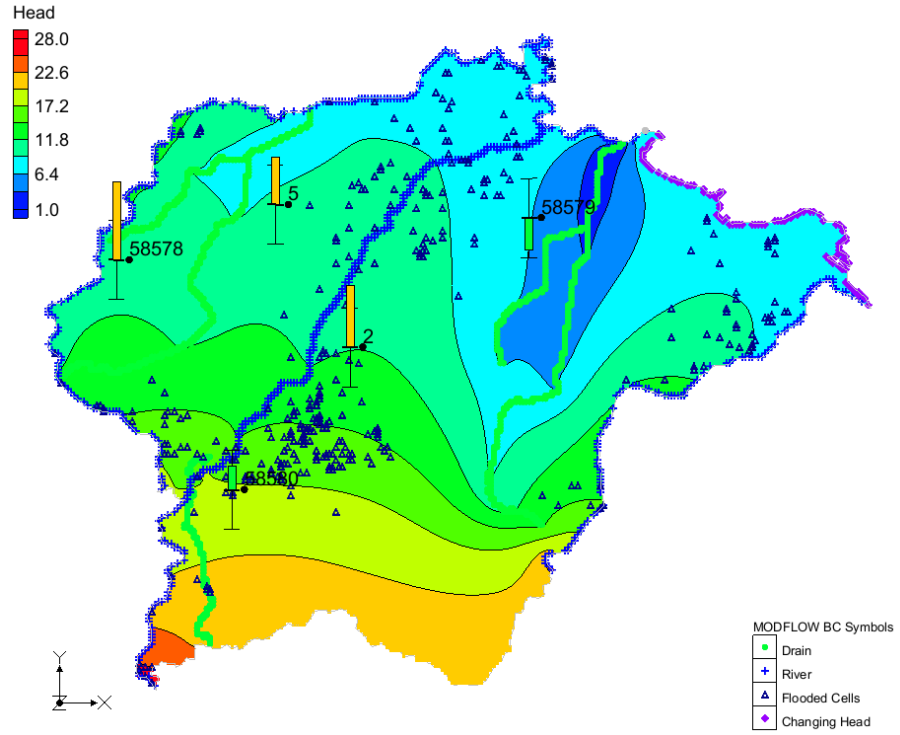 Head
28.0
22.6
17.2
11.8
6.4
1.0
5
58579
58578
2
58580
Y
Z
X
MODFLOW BC Symbols
Drain
River
Flooded Cells
Changing Head